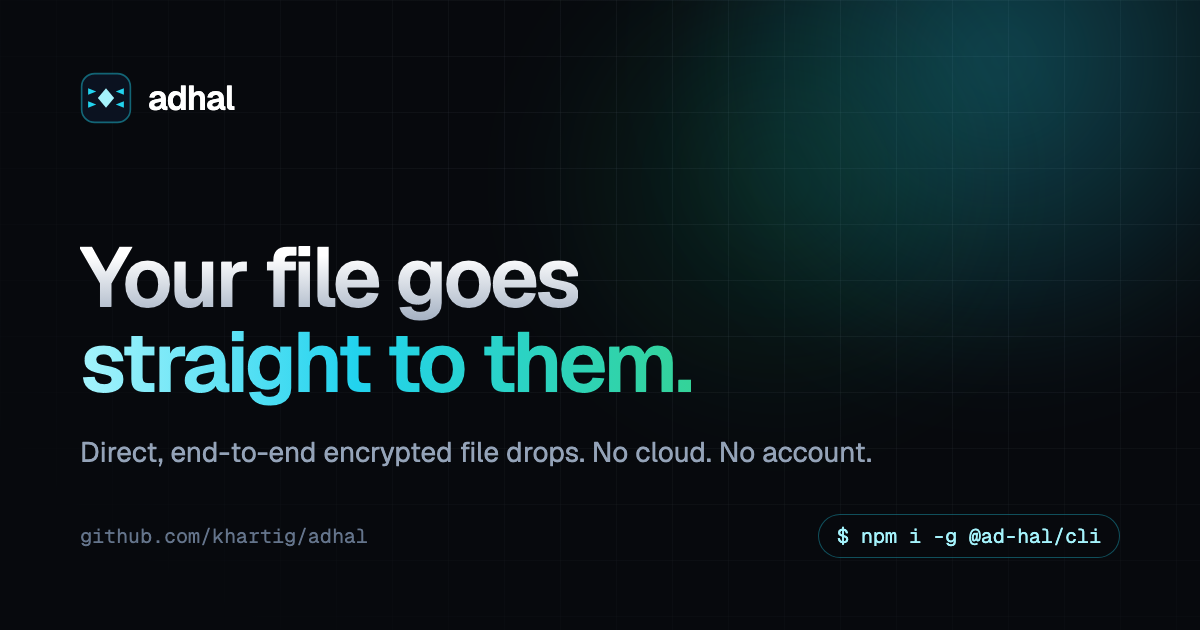 adhal
Your file goes
straight to them.
Direct, end-to-end encrypted file drops. No cloud. No account.
github.com/khartig/adhal
$ npm i -g @ad-hal/cli